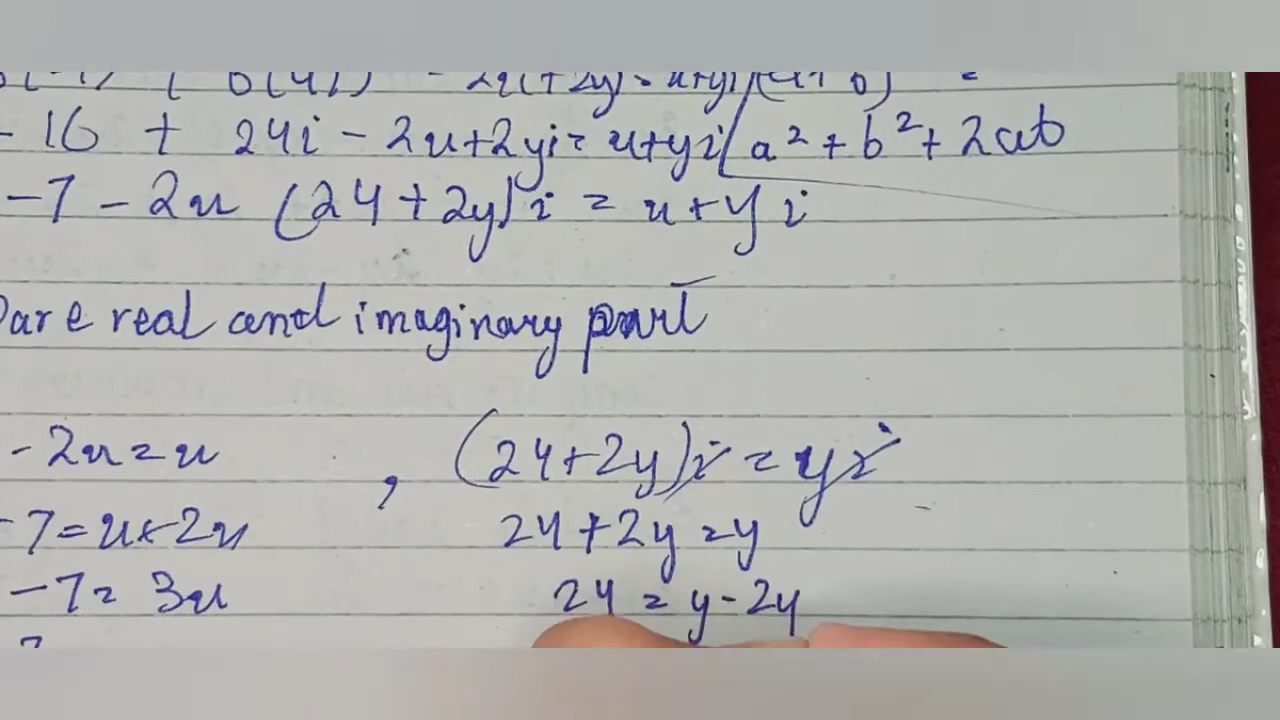 - 16 + 24i - 2x+2yi = x+yi / a² + b² + 2ab
-7 - 2x (24+2y)i = x+yi
are real and imaginary part
-2x = x , (24+2y)i = yi
-7 = x+2x 24+2y = y
-7 = 3x 24 = y-2y